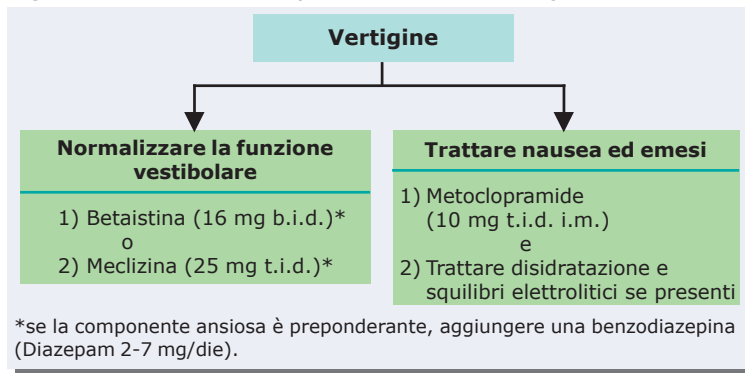 Vertigine
Normalizzare la funzione
vestibolare
1) Betaistina (16 mg b.i.d.)*
o
2) Meclizina (25 mg t.i.d.)*
Trattare nausea ed emesi
1) Metoclopramide
(10 mg t.i.d. i.m.)
e
2) Trattare disidratazione e
squilibri elettrolitici se presenti
*se la componente ansiosa è preponderante, aggiungere una benzodiazepina
(Diazepam 2-7 mg/die).